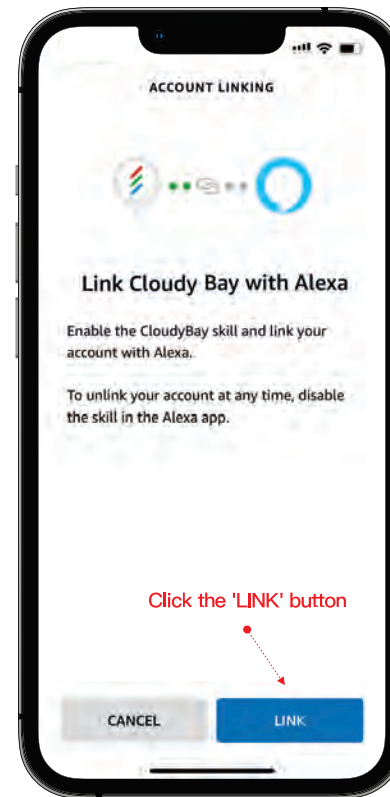 ACCOUNT LINKING
Link Cloudy Bay with Alexa
Enable the CloudyBay skill and link your
account with Alexa.
To unlink your account at any time, disable
the skill in the Alexa app.
Click the 'LINK' button
CANCEL
LINK